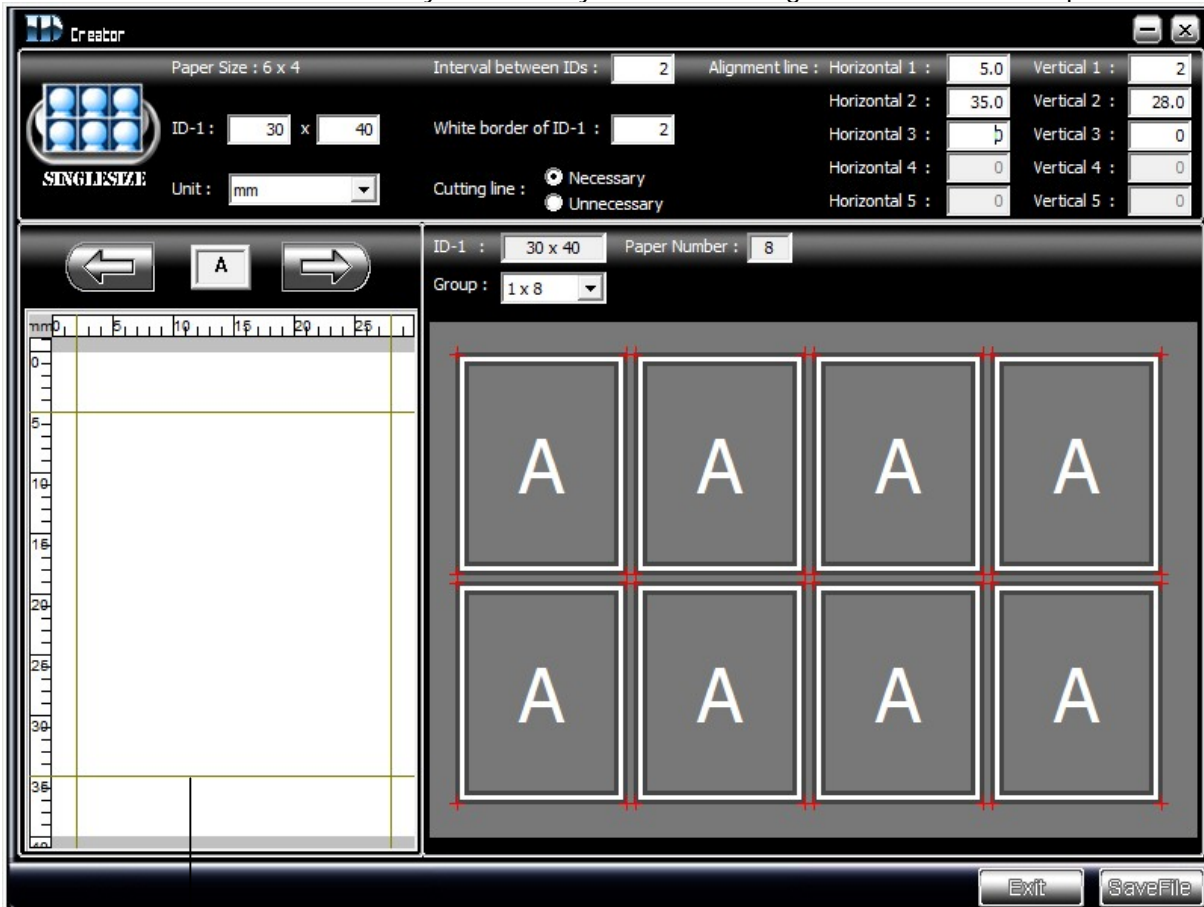 ID Creator
Paper Size : 6 x 4 Interval between IDs : 2 Alignment line : Horizontal 1 : 5.0 Vertical 1 : 2
Horizontal 2 : 35.0 Vertical 2 : 28.0
ID-1 : 30 x 40 White border of ID-1 : 2 Horizontal 3 : Vertical 3 : 0
SINGLESIZE Unit : mm Cutting line : Necessary Horizontal 4 : 0 Vertical 4 : 0
Unnecessary Horizontal 5 : 0 Vertical 5 : 0
A
ID-1 : 30 x 40 Paper Number : 8
Group : 1 x 8
mm 0 5 10 15 20 25
0
5
10
15
20
25
30
35
40
A A A A
A A A A
Exit SaveFile